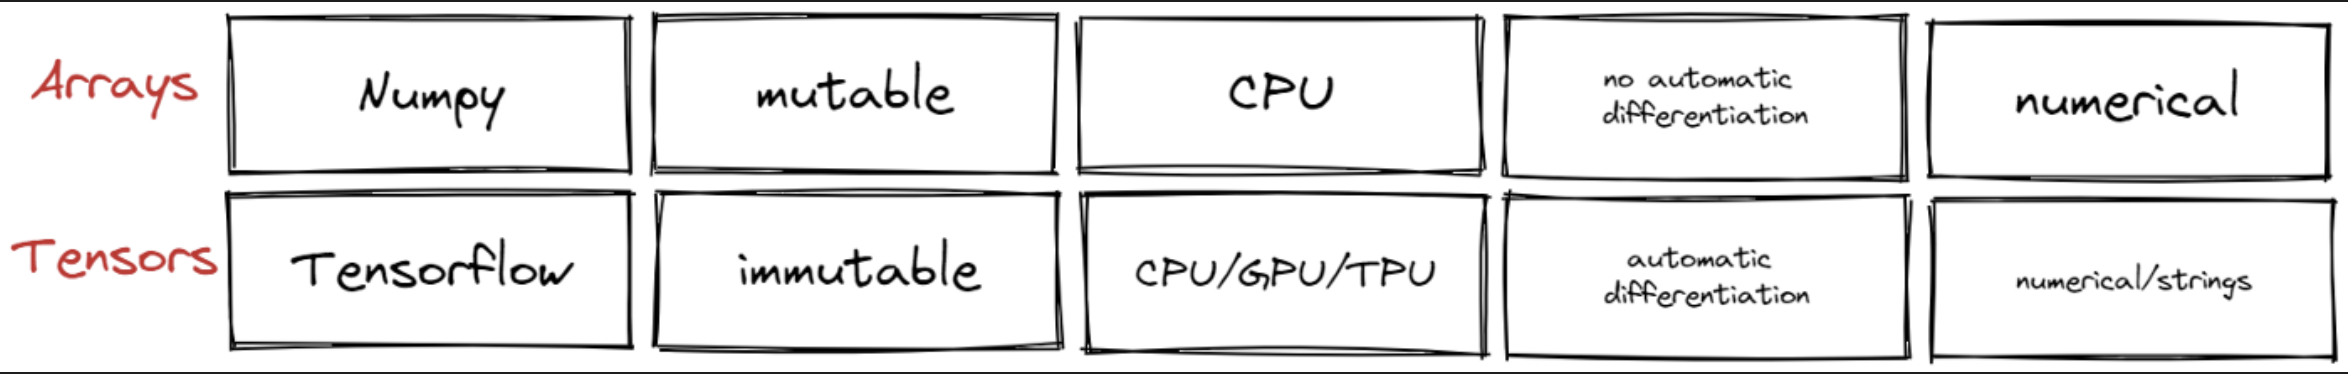 Arrays
Numpy
mutable
CPU
no automatic
differentiation
numerical
Tensors
Tensorflow
immutable
CPU/GPU/TPU
automatic
differentiation
numerical/strings